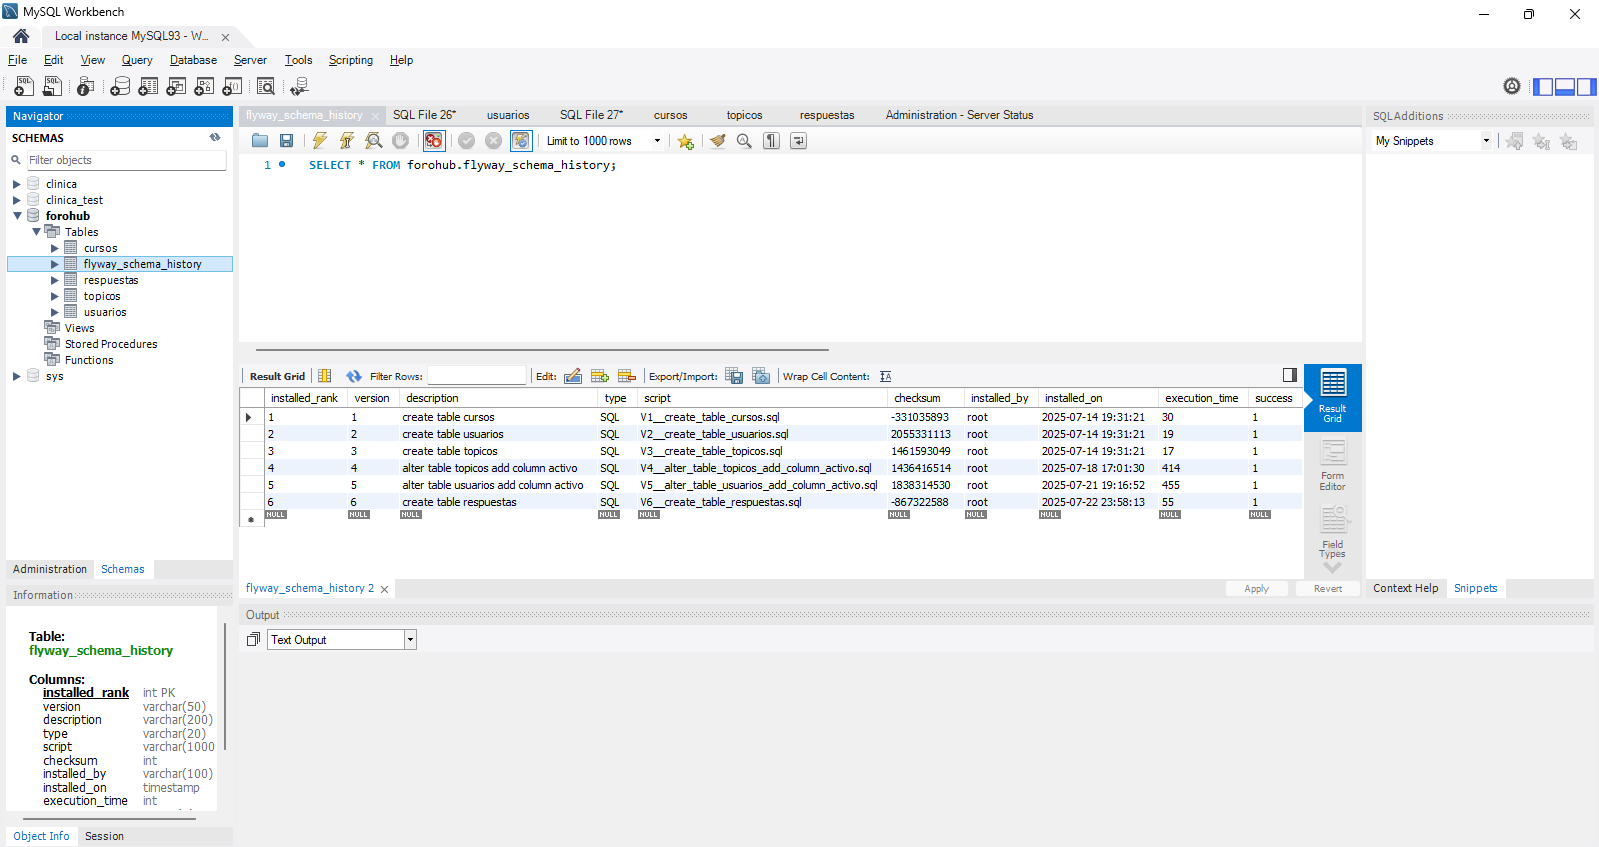 MySQL Workbench
Local instance MySQL93 - W...
File Edit View Query Database Server Tools Scripting Help
Navigator
SCHEMAS
Filter objects
clinica
clinica_test
forohub
Tables
cursos
flyway_schema_history
respuestas
topicos
usuarios
Views
Stored Procedures
Functions
sys
Administration Schemas
Information
Table:
flyway_schema_history
Columns:
installed_rank int PK
version varchar(50)
description varchar(200)
type varchar(20)
script varchar(1000
checksum int
installed_by varchar(100)
installed_on timestamp
execution_time int
Object Info Session
flyway_schema_history SQL File 26* usuarios SQL File 27* cursos topicos respuestas Administration - Server Status
Limit to 1000 rows
1 SELECT * FROM forohub.flyway_schema_history;
Result Grid Filter Rows: Edit: Export/Import: Wrap Cell Content:
installed_rank version description type script checksum installed_by installed_on execution_time success
1 1 create table cursos SQL V1__create_table_cursos.sql -331035893 root 2025-07-14 19:31:21 30 1
2 2 create table usuarios SQL V2__create_table_usuarios.sql 2055331113 root 2025-07-14 19:31:21 19 1
3 3 create table topicos SQL V3__create_table_topicos.sql 1461593049 root 2025-07-14 19:31:21 17 1
4 4 alter table topicos add column activo SQL V4__alter_table_topicos_add_column_activo.sql 1436416514 root 2025-07-18 17:01:30 414 1
5 5 alter table usuarios add column activo SQL V5__alter_table_usuarios_add_column_activo.sql 1838314530 root 2025-07-21 19:16:52 455 1
6 6 create table respuestas SQL V6__create_table_respuestas.sql -867322588 root 2025-07-22 23:58:13 55 1
NULL NULL NULL NULL NULL NULL NULL NULL NULL NULL
Result
Grid
Form
Editor
Field
Types
flyway_schema_history 2
Apply Revert
Output
Text Output
SQLAdditions
My Snippets
Context Help Snippets